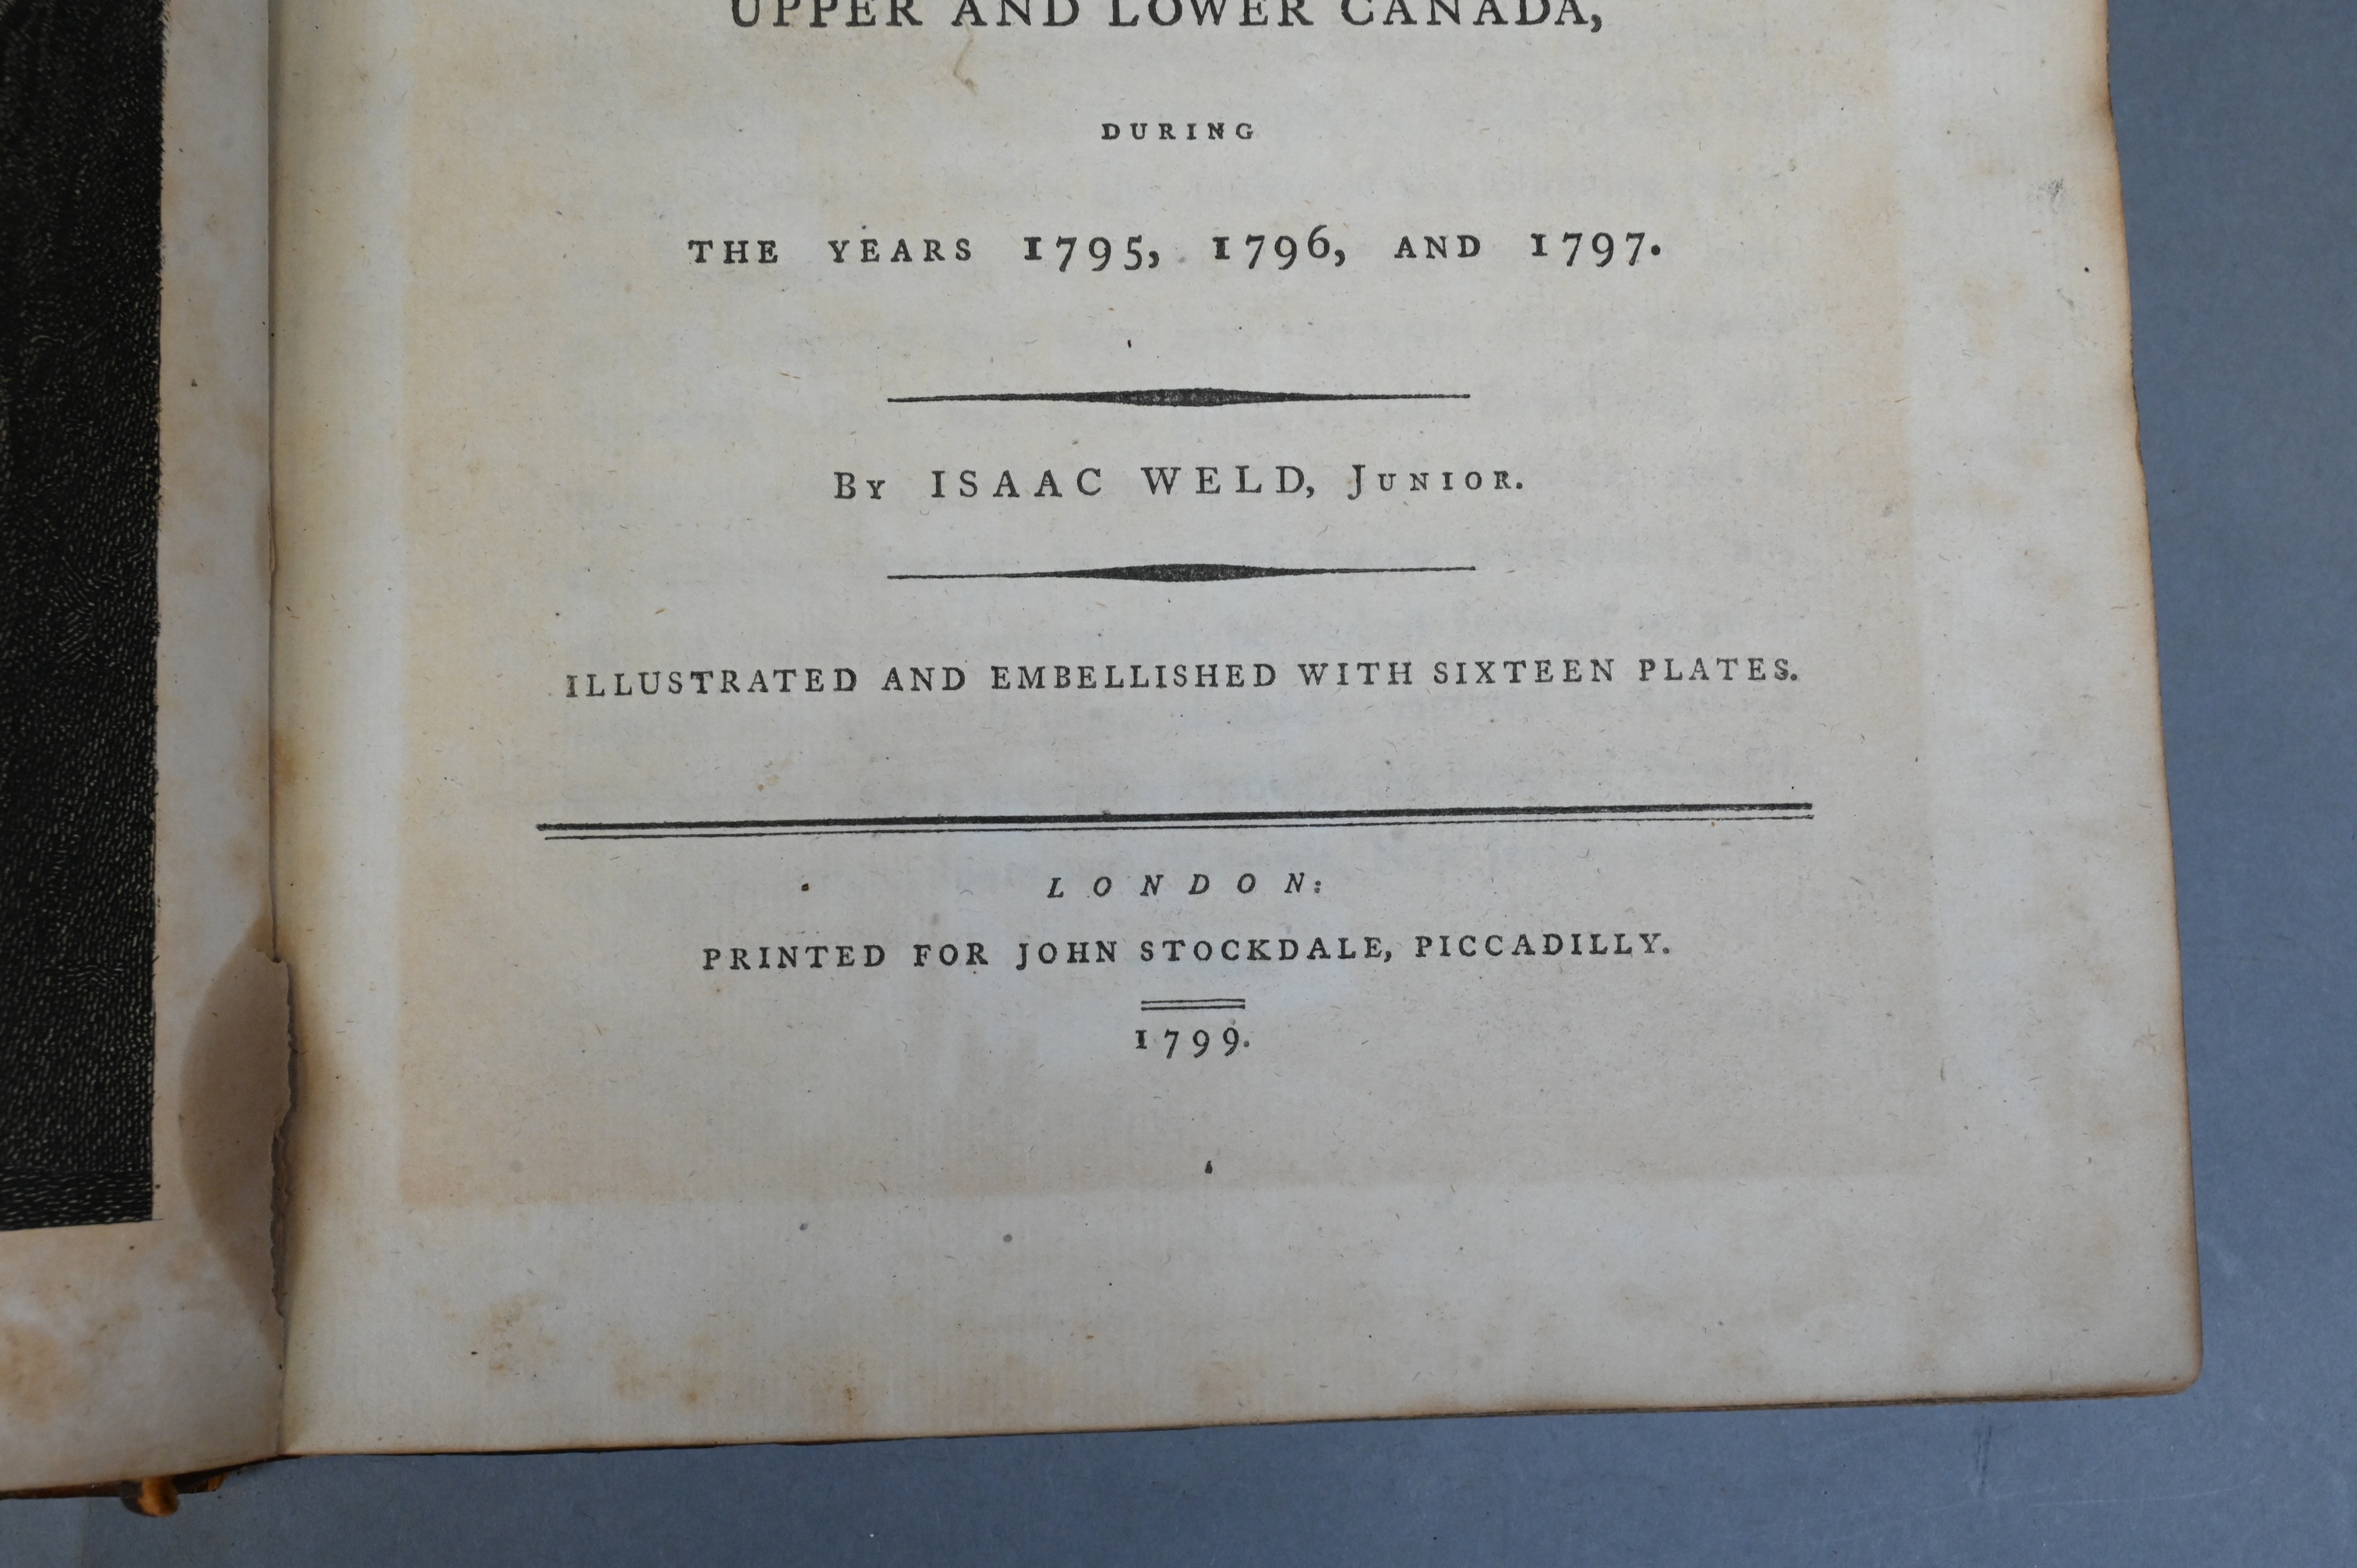 UPPER AND LOWER CANADA,
DURING
THE YEARS 1795, 1796, AND 1797.
By ISAAC WELD, Junior.
ILLUSTRATED AND EMBELLISHED WITH SIXTEEN PLATES.
LONDON:
PRINTED FOR JOHN STOCKDALE, PICCADILLY.
1799.